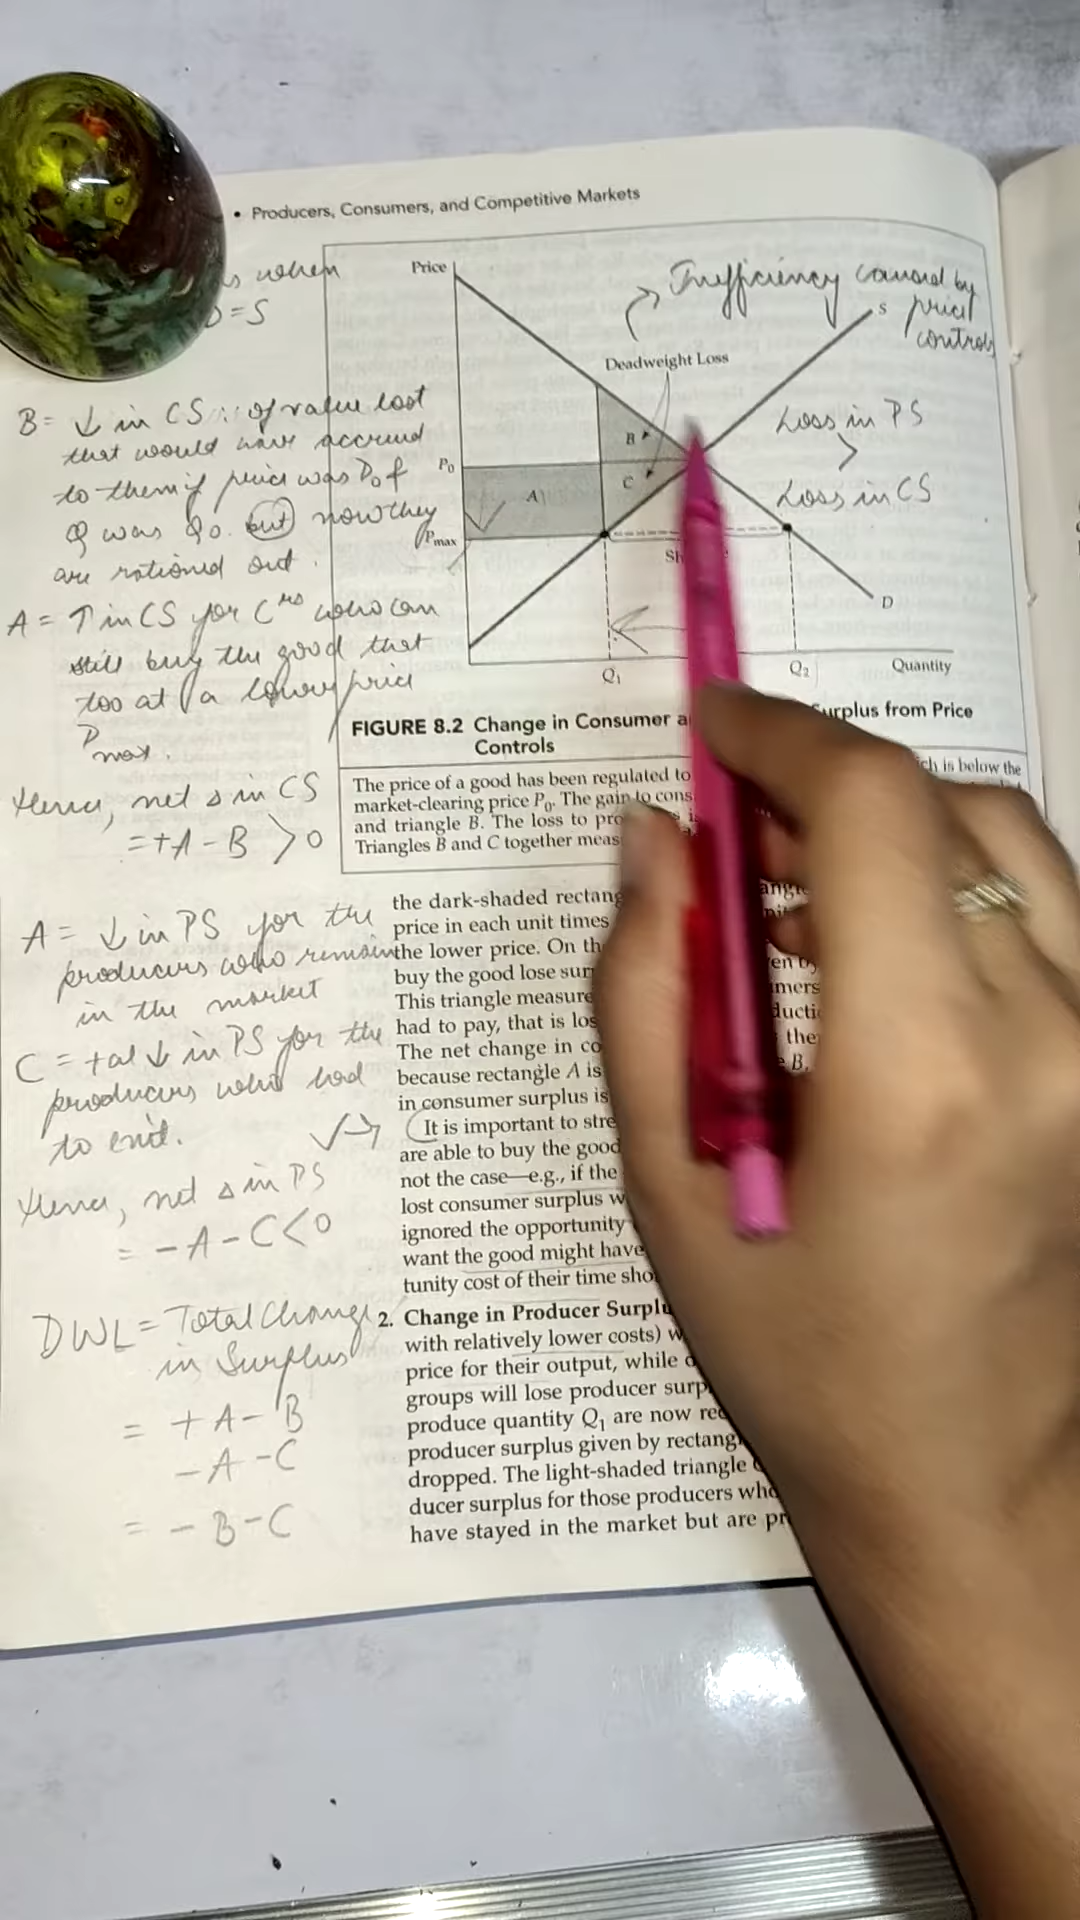 • Producers, Consumers, and Competitive Markets
when
D=S
B = ↓ in CS ∵ of value lost
that would have accrued
to them if price was P₀ &
Q was Q₀. but now they
are rationed out.
A = ↑ in CS for Cʳˢ who can
still buy the good that
too at a lower price
P max.
Hence, net Δ in CS
= +A - B > 0
A = ↓ in PS for the
producers who remain
in the market
C = +al ↓ in PS for the
producers who had
to exit.
Hence, net Δ in PS
= -A - C < 0
DWL = Total Change
in Surplus
= +A - B
-A - C
= -B - C
Price
Inefficiency caused by
price
controls
S
Deadweight Loss
B
Loss in PS
>
Loss in CS
P₀
A
C
Pmax
Sh
D
Q₁
Q₂
Quantity
FIGURE 8.2 Change in Consumer a Surplus from Price
Controls
The price of a good has been regulated to ich is below the
market-clearing price P₀. The gain to cons
and triangle B. The loss to pro s i
Triangles B and C together meas
the dark-shaded rectang
price in each unit times
the lower price. On th
buy the good lose sur
This triangle measure mers
had to pay, that is los ducti
The net change in co the
because rectangle A is B,
in consumer surplus is
It is important to stre
are able to buy the good
not the case—e.g., if the
lost consumer surplus w
ignored the opportunity
want the good might have
tunity cost of their time sho
2. Change in Producer Surplu
with relatively lower costs) w
price for their output, while o
groups will lose producer surp
produce quantity Q₁ are now rec
producer surplus given by rectang
dropped. The light-shaded triangle
ducer surplus for those producers who
have stayed in the market but are pr